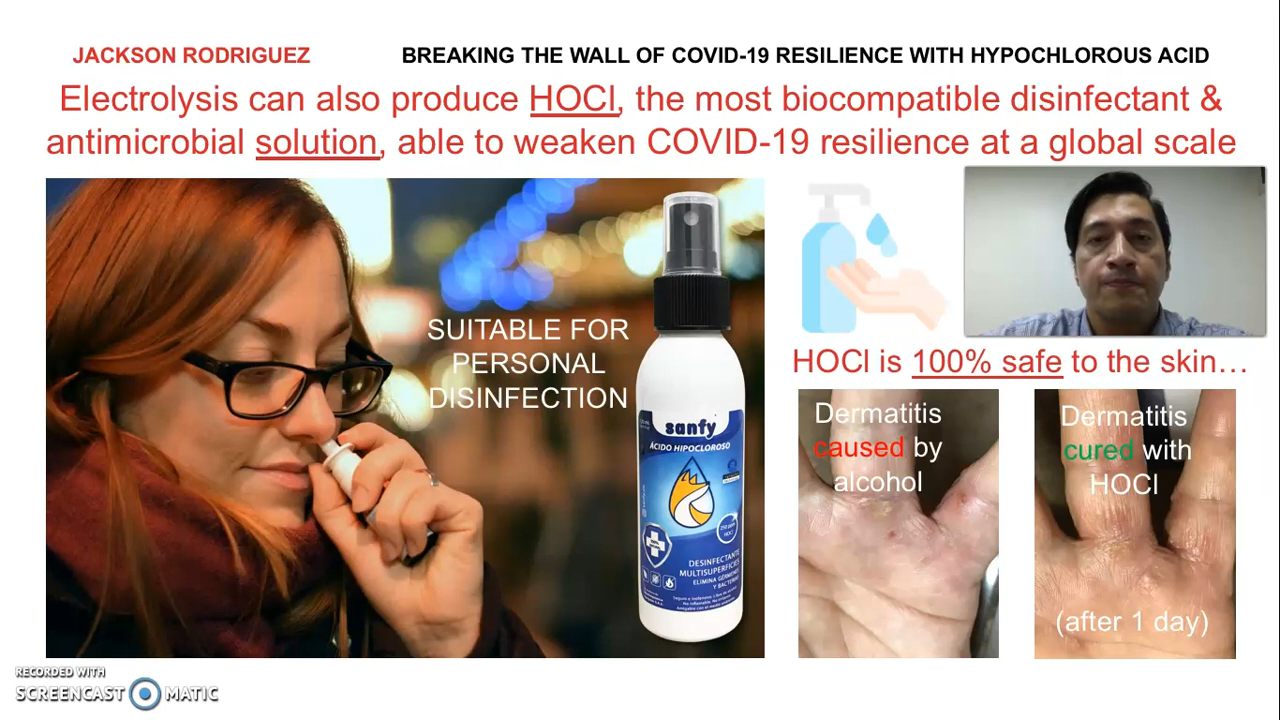 JACKSON RODRIGUEZ
BREAKING THE WALL OF COVID-19 RESILIENCE WITH HYPOCHLOROUS ACID
Electrolysis can also produce HOCl, the most biocompatible disinfectant &
antimicrobial solution, able to weaken COVID-19 resilience at a global scale
SUITABLE FOR
PERSONAL
DISINFECTION
sanfy
ÁCIDO HIPOCLOROSO
DESINFECTANTE
MULTISUPERFICIES
ELIMINA GÉRMENES
Y BACTERIAS
HOCl is 100% safe to the skin…
Dermatitis
caused by
alcohol
Dermatitis
cured with
HOCl
(after 1 day)
RECORDED WITH
SCREENCAST MATIC